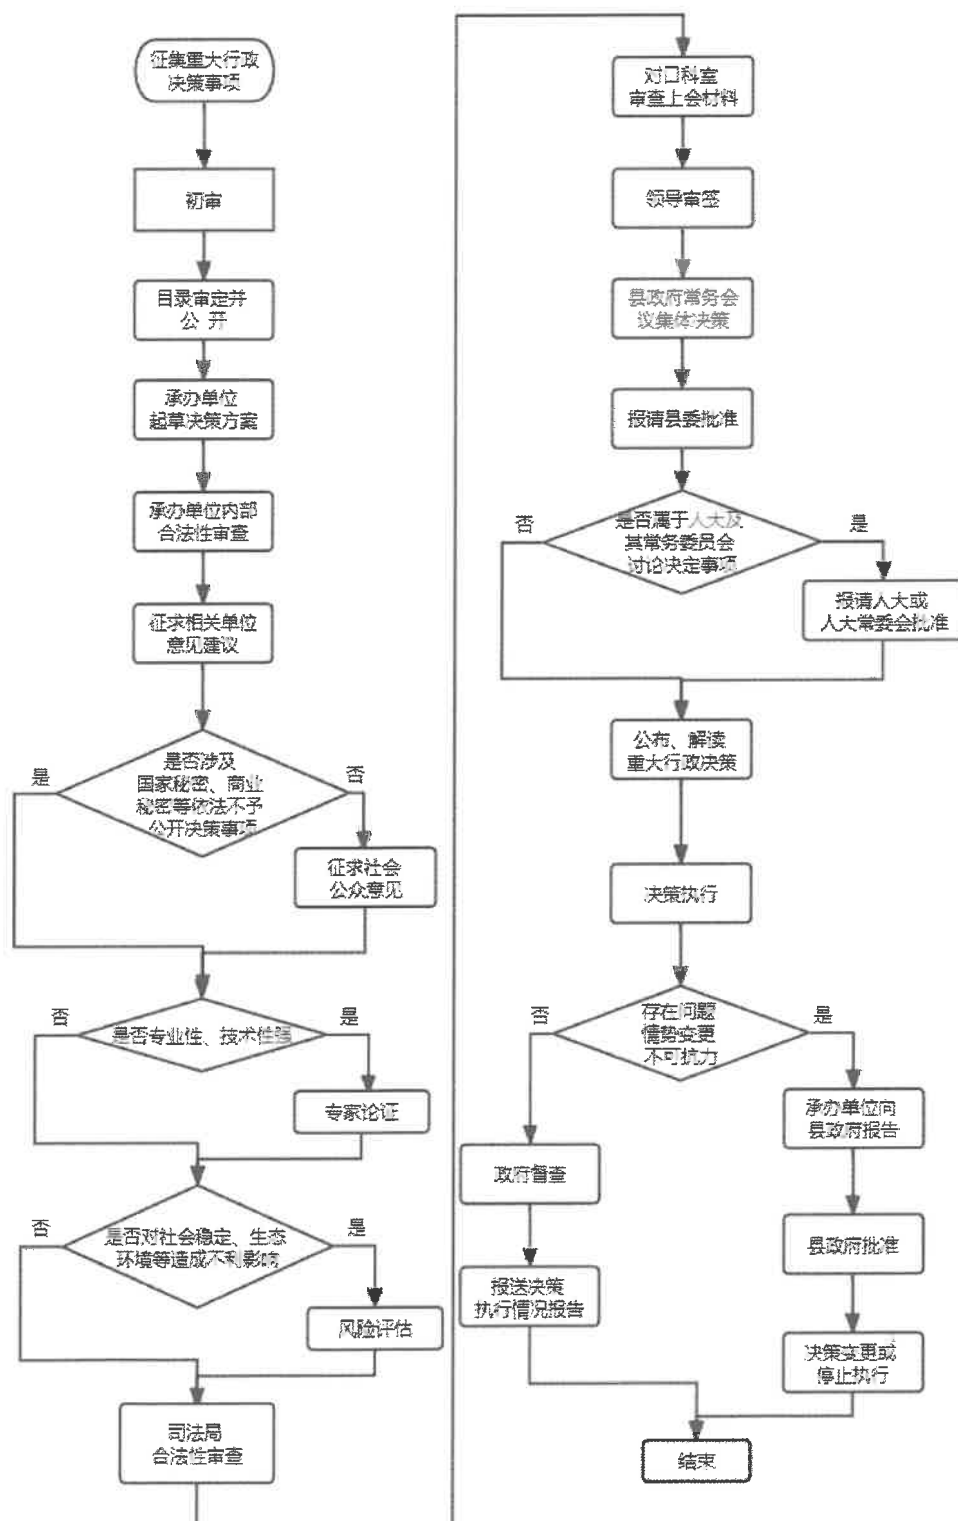 征集重大行政
决策事项
初审
目录审定并
公 开
承办单位
起草决策方案
承办单位内部
合法性审查
征求相关单位
意见建议
是否涉及
国家秘密、商业
秘密等依法不予
公开决策事项
是
否
征求社会
公众意见
否
是否专业性、技术性强
是
专家论证
否
是否对社会稳定、生态
环境等造成不利影响
是
风险评估
司法局
合法性审查
对口科室
审查上会材料
领导审签
县政府常务会
议集体决策
报请县委批准
否
是否属于人大及
其常务委员会
讨论决定事项
是
报请人大或
人大常委会批准
公布、解读
重大行政决策
决策执行
否
存在问题
情势变更
不可抗力
是
承办单位向
县政府报告
政府督查
县政府批准
报送决策
执行情况报告
决策变更或
停止执行
结束